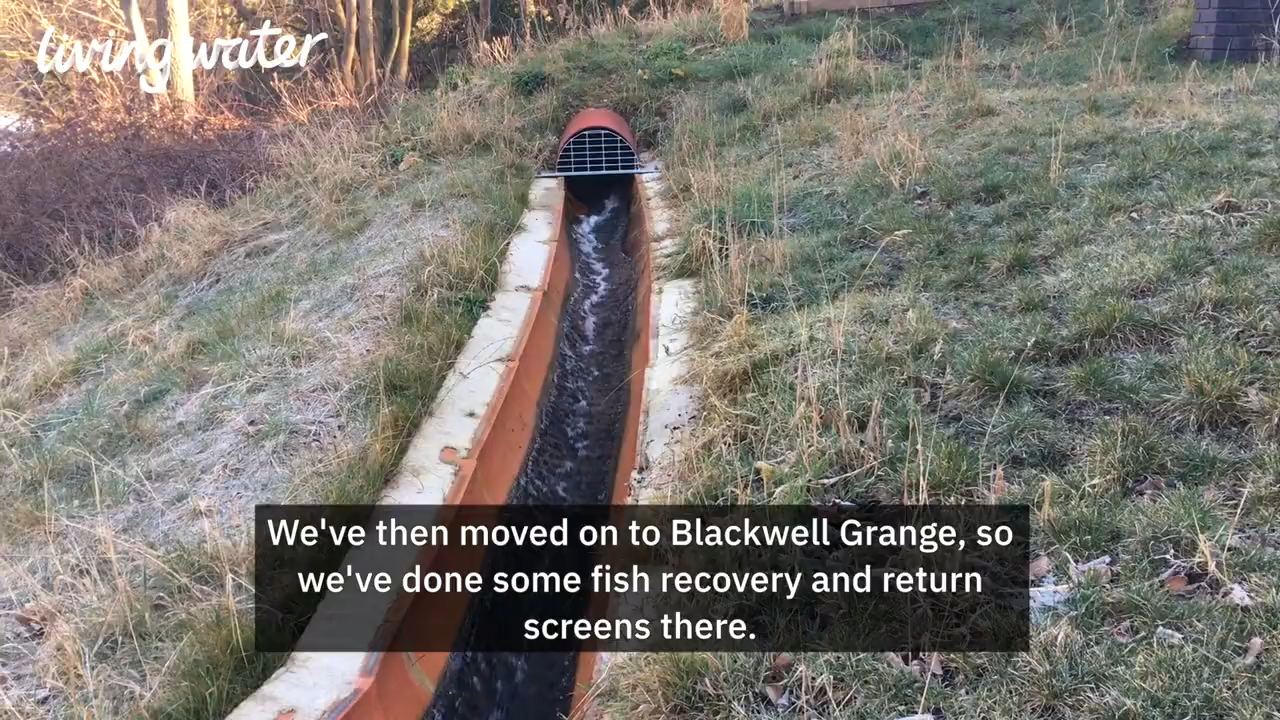 living water
We've then moved on to Blackwell Grange, so
we've done some fish recovery and return
screens there.